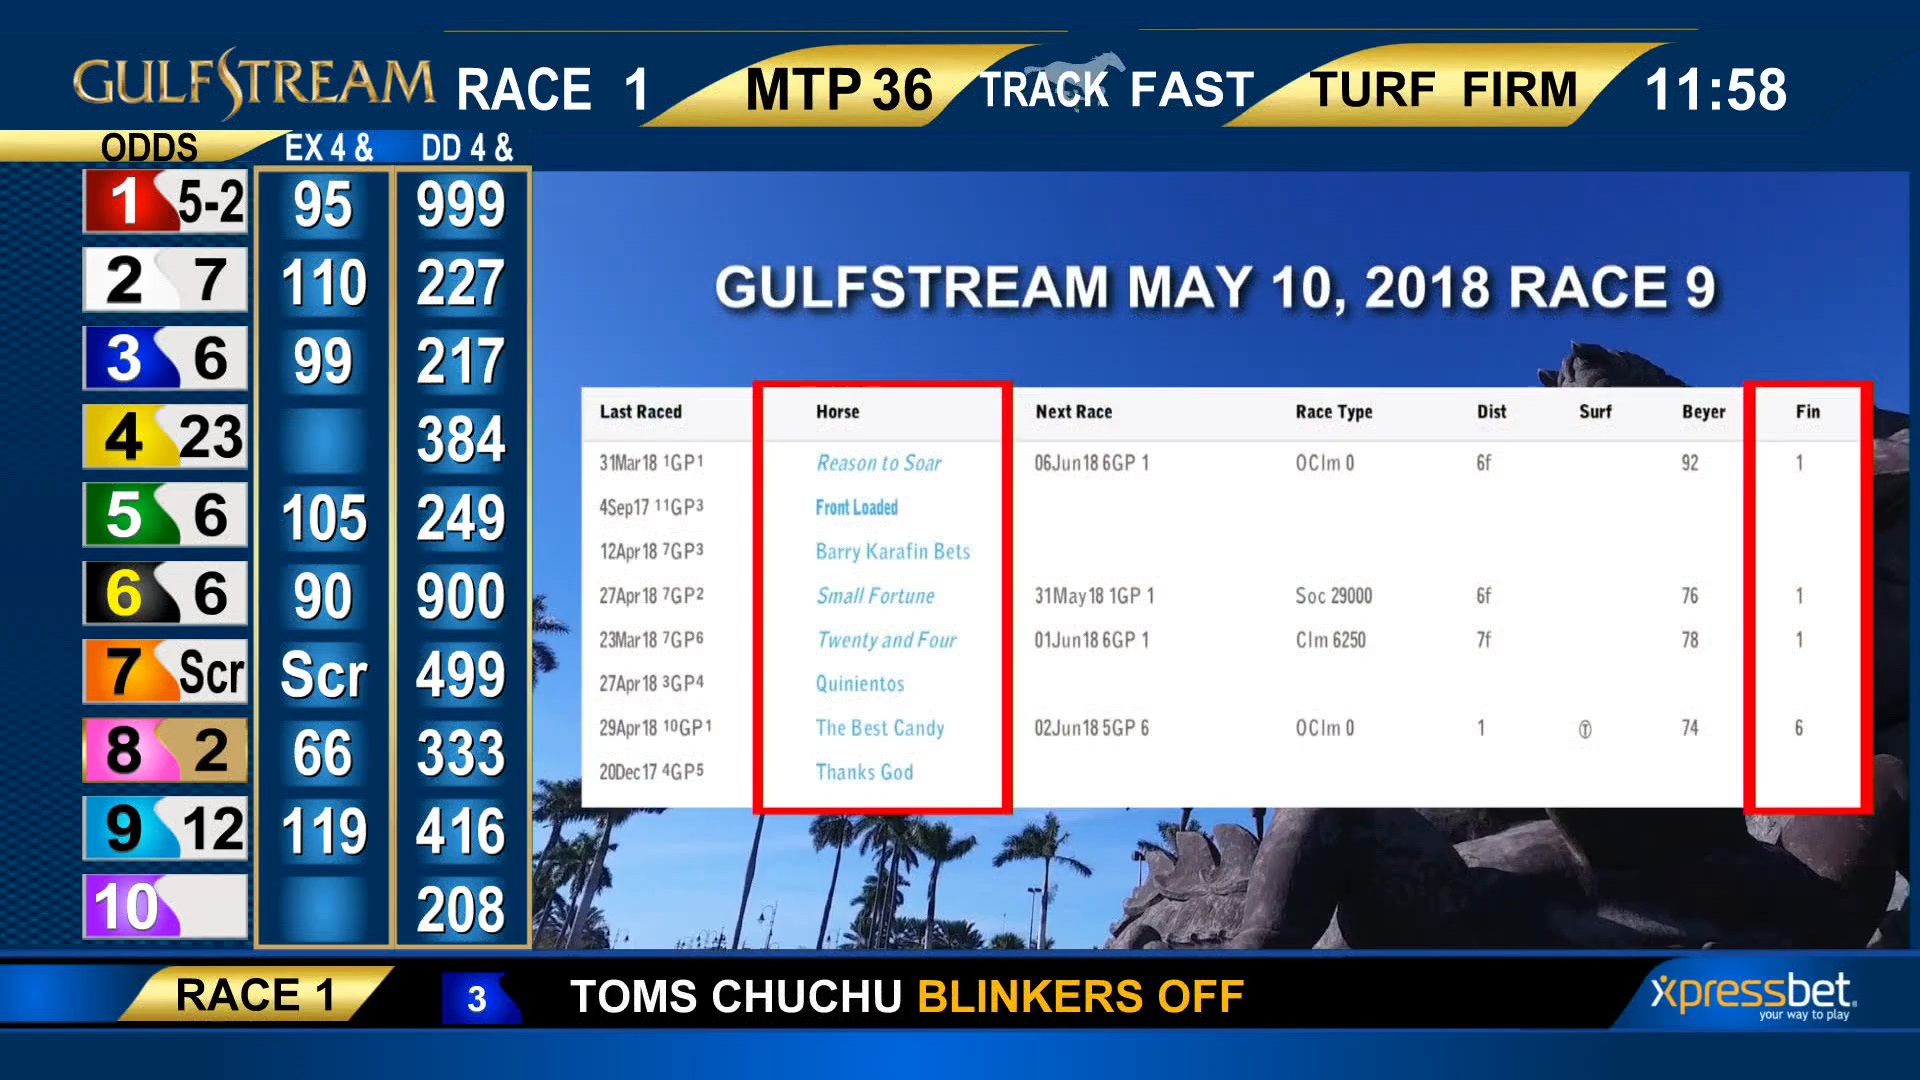 GULFSTREAM RACE 1 MTP 36 TRACK FAST TURF FIRM 11:58
ODDS EX 4 & DD 4 &
1 5-2 95 999
2 7 110 227
3 6 99 217
4 23 384
5 6 105 249
6 6 90 900
7 Scr Scr 499
8 2 66 333
9 12 119 416
10 208
GULFSTREAM MAY 10, 2018 RACE 9
Last Raced Horse Next Race Race Type Dist Surf Beyer Fin
31Mar18 1GP1 Reason to Soar 06Jun18 6GP 1 OClm 0 6f 92 1
4Sep17 11GP3 Front Loaded
12Apr18 7GP3 Barry Karafin Bets
27Apr18 7GP2 Small Fortune 31May18 1GP 1 Soc 29000 6f 76 1
23Mar18 7GP6 Twenty and Four 01Jun18 6GP 1 Clm 6250 7f 78 1
27Apr18 3GP4 Quinientos
29Apr18 10GP1 The Best Candy 02Jun18 5GP 6 OClm 0 1 Ⓣ 74 6
20Dec17 4GP5 Thanks God
RACE 1 3 TOMS CHUCHU BLINKERS OFF
xpressbet.
your way to play